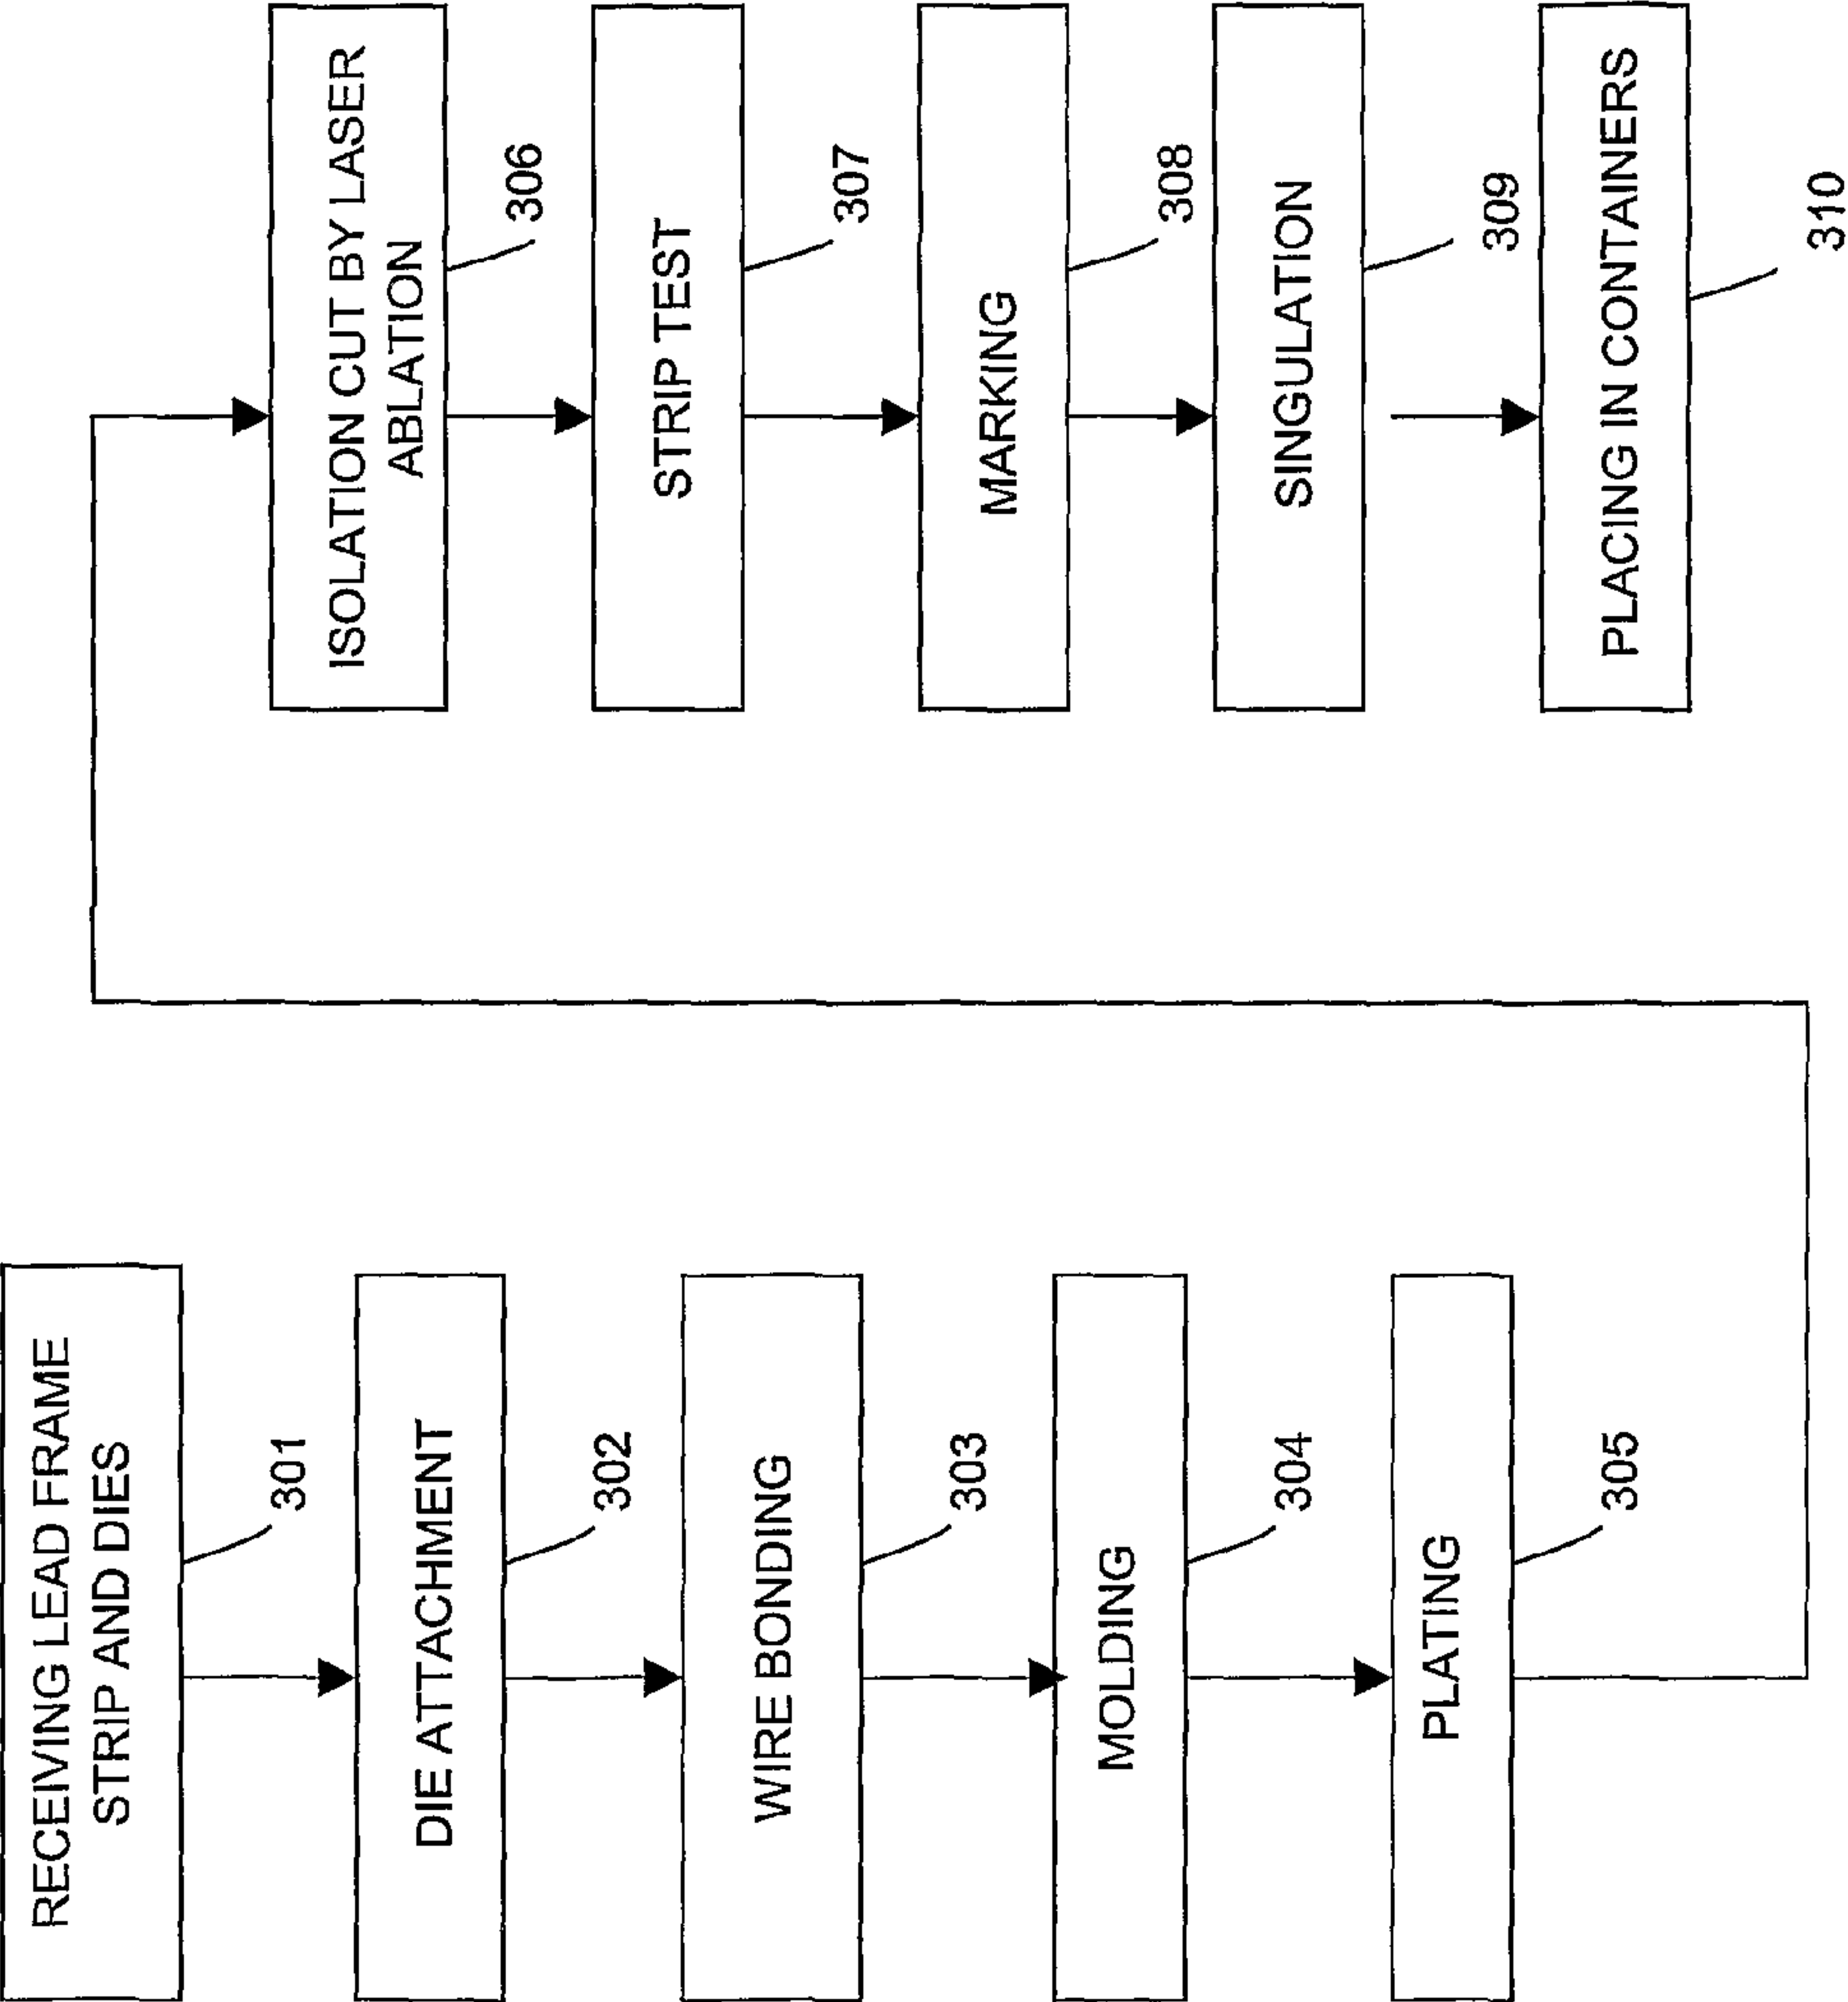 RECEIVING LEAD FRAME
STRIP AND DIES
301
DIE ATTACHMENT
302
WIRE BONDING
303
MOLDING
304
PLATING
305
ISOLATION CUT BY LASER
ABLATION
306
STRIP TEST
307
MARKING
308
SINGULATION
309
PLACING IN CONTAINERS
310